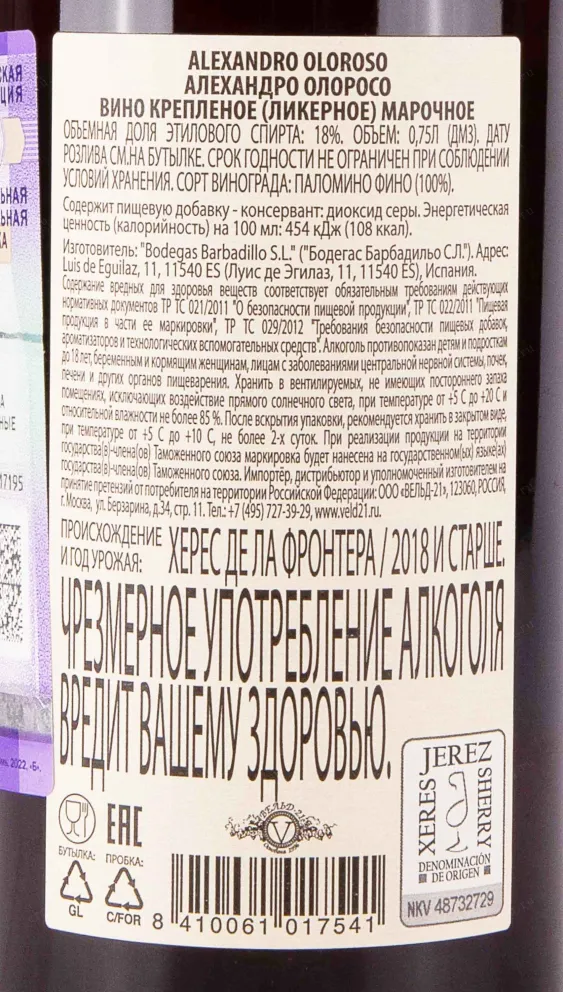 ALEXANDRO OLOROSO
АЛЕХАНДРО ОЛОРОСО
ВИНО КРЕПЛЕНОЕ (ЛИКЕРНОЕ) МАРОЧНОЕ
ОБЪЕМНАЯ ДОЛЯ ЭТИЛОВОГО СПИРТА: 18%. ОБЪЕМ: 0,75Л (ДМ3). ДАТУ
РОЗЛИВА СМ.НА БУТЫЛКЕ. СРОК ГОДНОСТИ НЕ ОГРАНИЧЕН ПРИ СОБЛЮДЕНИИ
УСЛОВИЙ ХРАНЕНИЯ. СОРТ ВИНОГРАДА: ПАЛОМИНО ФИНО (100%).
Содержит пищевую добавку - консервант: диоксид серы. Энергетическая
ценность (калорийность) на 100 мл: 454 кДж (108 ккал).
Изготовитель: "Bodegas Barbadillo S.L." ("Бодегас Барбадильо С.Л."). Адрес:
Luis de Eguilaz, 11, 11540 ES (Луис де Эгилаз, 11, 11540 ES), Испания.
Содержание вредных для здоровья веществ соответствует обязательным требованиям действующих
нормативных документов ТР ТС 021/2011 "О безопасности пищевой продукции", ТР ТС 022/2011 "Пищевая
продукция в части ее маркировки", ТР ТС 029/2012 "Требования безопасности пищевых добавок,
ароматизаторов и технологических вспомогательных средств". Алкоголь противопоказан детям и подросткам
до 18 лет, беременным и кормящим женщинам, лицам с заболеваниями центральной нервной системы, почек,
печени и других органов пищеварения. Хранить в вентилируемых, не имеющих постороннего запаха
помещениях, исключающих воздействие прямого солнечного света, при температуре от +5 С до +20 С и
относительной влажности не более 85 %. После вскрытия упаковки, рекомендуется хранить в закрытом виде,
при температуре от +5 С до +10 С, не более 2-х суток. При реализации продукции на территории
государства(в)-члена(ов) Таможенного союза маркировка будет нанесена на государственном(ых) языке(ах)
государства(в)-члена(ов) Таможенного союза. Импортёр, дистрибьютор и уполномоченный изготовителем на
принятие претензий от потребителя на территории Российской Федерации: ООО «ВЕЛЬД-21», 123060, РОССИЯ,
г. Москва, ул. Берзарина, д.34, стр. 11. Тел.: +7 (495) 727-39-29, www.veld21.ru.
ПРОИСХОЖДЕНИЕ
И ГОД УРОЖАЯ: ХЕРЕС ДЕ ЛА ФРОНТЕРА / 2018 И СТАРШЕ.
ЧРЕЗМЕРНОЕ УПОТРЕБЛЕНИЕ АЛКОГОЛЯ
ВРЕДИТ ВАШЕМУ ЗДОРОВЬЮ.
EAC
ВЕЛЬД-21
V
БУТЫЛКА: ПРОБКА:
GL C/FOR
8 410061 017541
JEREZ
XERES
SHERRY
DENOMINACIÓN
DE ORIGEN
NKV 48732729
17195
2022, «Б».